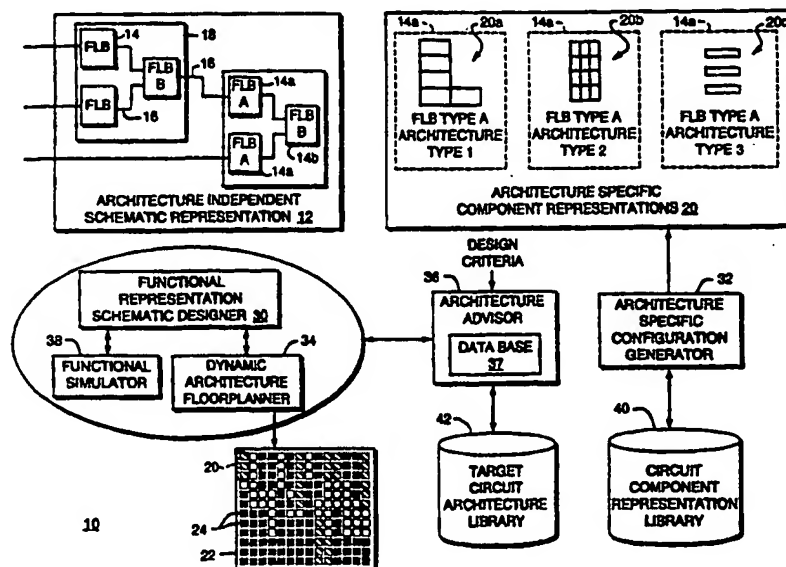 14
18
FLB
FLB
B
16
14a
FLB
16
FLB
A
FLB
B
FLB
A
14b
14a
ARCHITECTURE INDEPENDENT
SCHEMATIC REPRESENTATION 12
14a 20a
FLB TYPE A
ARCHITECTURE
TYPE 1
14a 20b
FLB TYPE A
ARCHITECTURE
TYPE 2
14a
FLB TYPE A
ARCHITECTURE
TYPE 3
ARCHITECTURE SPECIFIC
COMPONENT REPRESENTATIONS 20
FUNCTIONAL
REPRESENTATION
SCHEMATIC DESIGNER 30
38
FUNCTIONAL
SIMULATOR
34
DYNAMIC
ARCHITECTURE
FLOORPLANNER
DESIGN
CRITERIA
36
ARCHITECTURE
ADVISOR
DATA BASE
37
32
ARCHITECTURE
SPECIFIC
CONFIGURATION
GENERATOR
42
TARGET
CIRCUIT
ARCHITECTURE
LIBRARY
40
CIRCUIT
COMPONENT
REPRESENTATION
LIBRARY
20
24
22
10